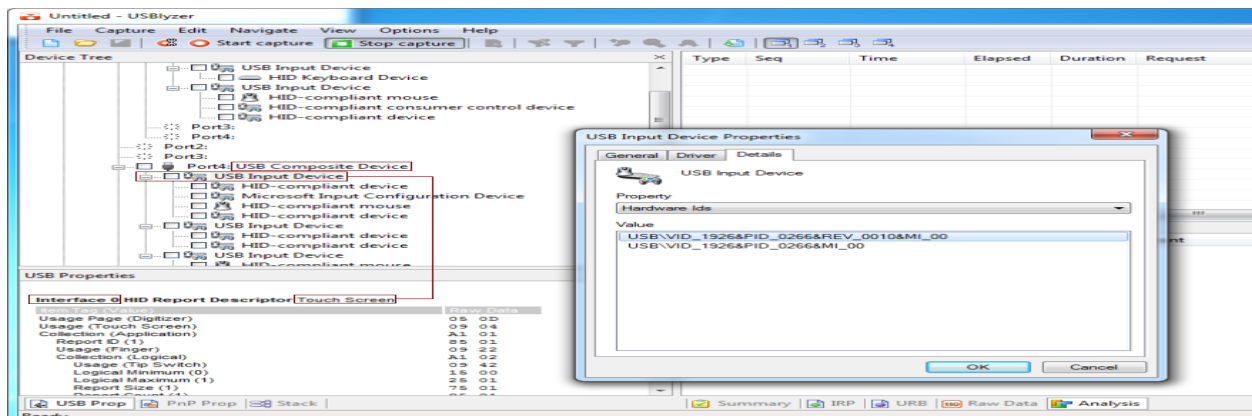 Untitled - USBlyzer
File Capture Edit Navigate View Options Help
Start capture Stop capture
Device Tree
USB Input Device
HID Keyboard Device
USB Input Device
HID-compliant mouse
HID-compliant consumer control device
HID-compliant device
Port3:
Port4:
Port2:
Port3:
Port4: USB Composite Device
USB Input Device
HID-compliant device
Microsoft Input Configuration Device
HID-compliant mouse
HID-compliant device
USB Input Device
HID-compliant device
HID-compliant device
USB Input Device
HID-compliant mouse
USB Properties
Interface 0 HID Report Descriptor Touch Screen
Item Tag (Value) Raw Data
Usage Page (Digitizer) 05 0D
Usage (Touch Screen) 09 04
Collection (Application) A1 01
Report ID (1) 85 01
Usage (Finger) 09 22
Collection (Logical) A1 02
Usage (Tip Switch) 09 42
Logical Minimum (0) 15 00
Logical Maximum (1) 25 01
Report Size (1) 75 01
USB Prop PnP Prop Stack
Type Seq Time Elapsed Duration Request
USB Input Device Properties
General Driver Details
USB Input Device
Property
Hardware Ids
Value
USB\VID_1926&PID_0266&REV_0010&MI_00
USB\VID_1926&PID_0266&MI_00
OK Cancel
Summary IRP URB Raw Data Analysis